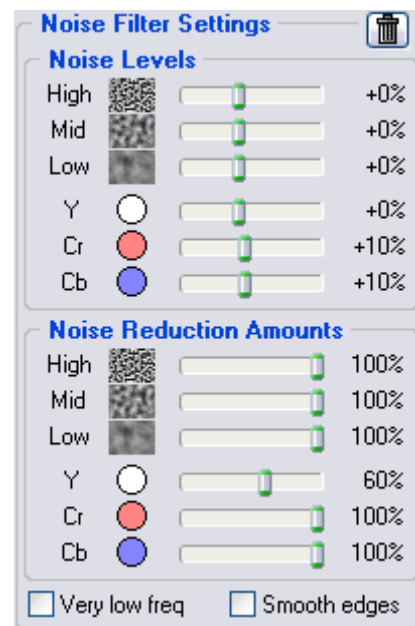 Noise Filter Settings
Noise Levels
High +0%
Mid +0%
Low +0%
Y +0%
Cr +10%
Cb +10%
Noise Reduction Amounts
High 100%
Mid 100%
Low 100%
Y 60%
Cr 100%
Cb 100%
Very low freq Smooth edges